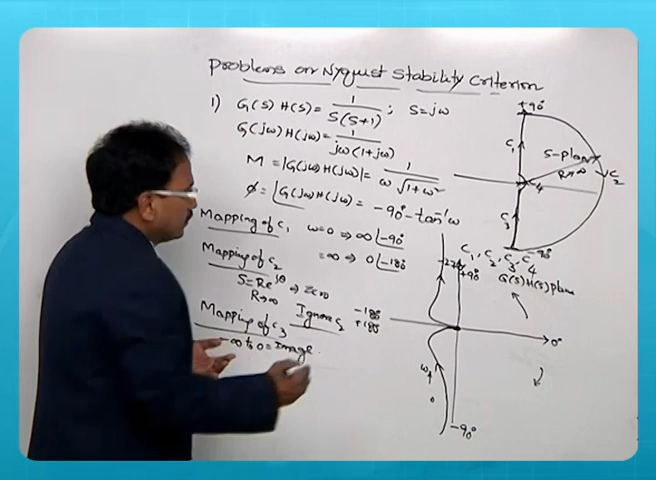 Problems on Nyquist Stability Criterion
1) G(s) H(s) = 1/S(S+1) ; S=jω
G(jω)H(jω) = 1/jω(1+jω)
M = |G(jω)H(jω)| = 1/ω√1+ω²
φ = ∠G(jω)H(jω) = -90° - tan⁻¹ω
Mapping of C₁ ω=0 ⇒ ∞∠-90°
=∞ ⇒ 0∠-180°
Mapping of C₂
S=Re^jθ ⇒ Zero
R→∞ Ignore
Mapping of C₃
-∞ to 0 = Image
+90°
C₁
S-plane
R→∞
C₂
C₄
C₃
-90°
C₁, C₂, C₃, C₄
G(s)H(s) plane
+90°
-180°
+180°
0°
ω↑
0
-90°